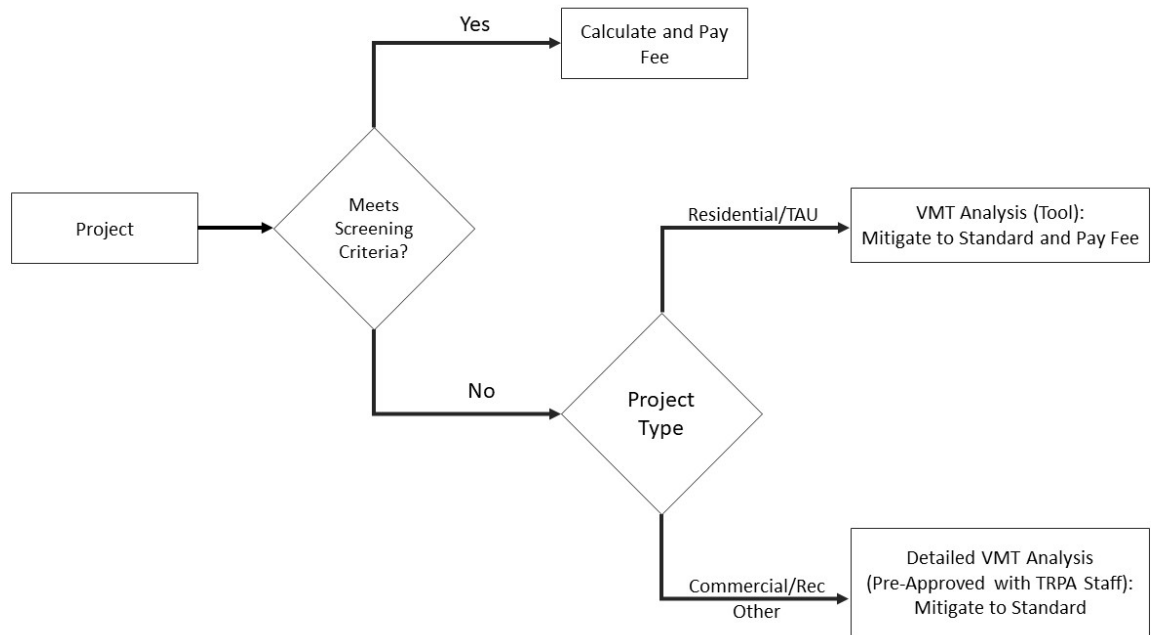 Yes
Calculate and Pay
Fee
Meets
Screening
Criteria?
Project
Residential/TAU
VMT Analysis (Tool):
Mitigate to Standard and Pay Fee
No
Project
Type
Commercial/Rec
Other
Detailed VMT Analysis
(Pre-Approved with TRPA Staff):
Mitigate to Standard